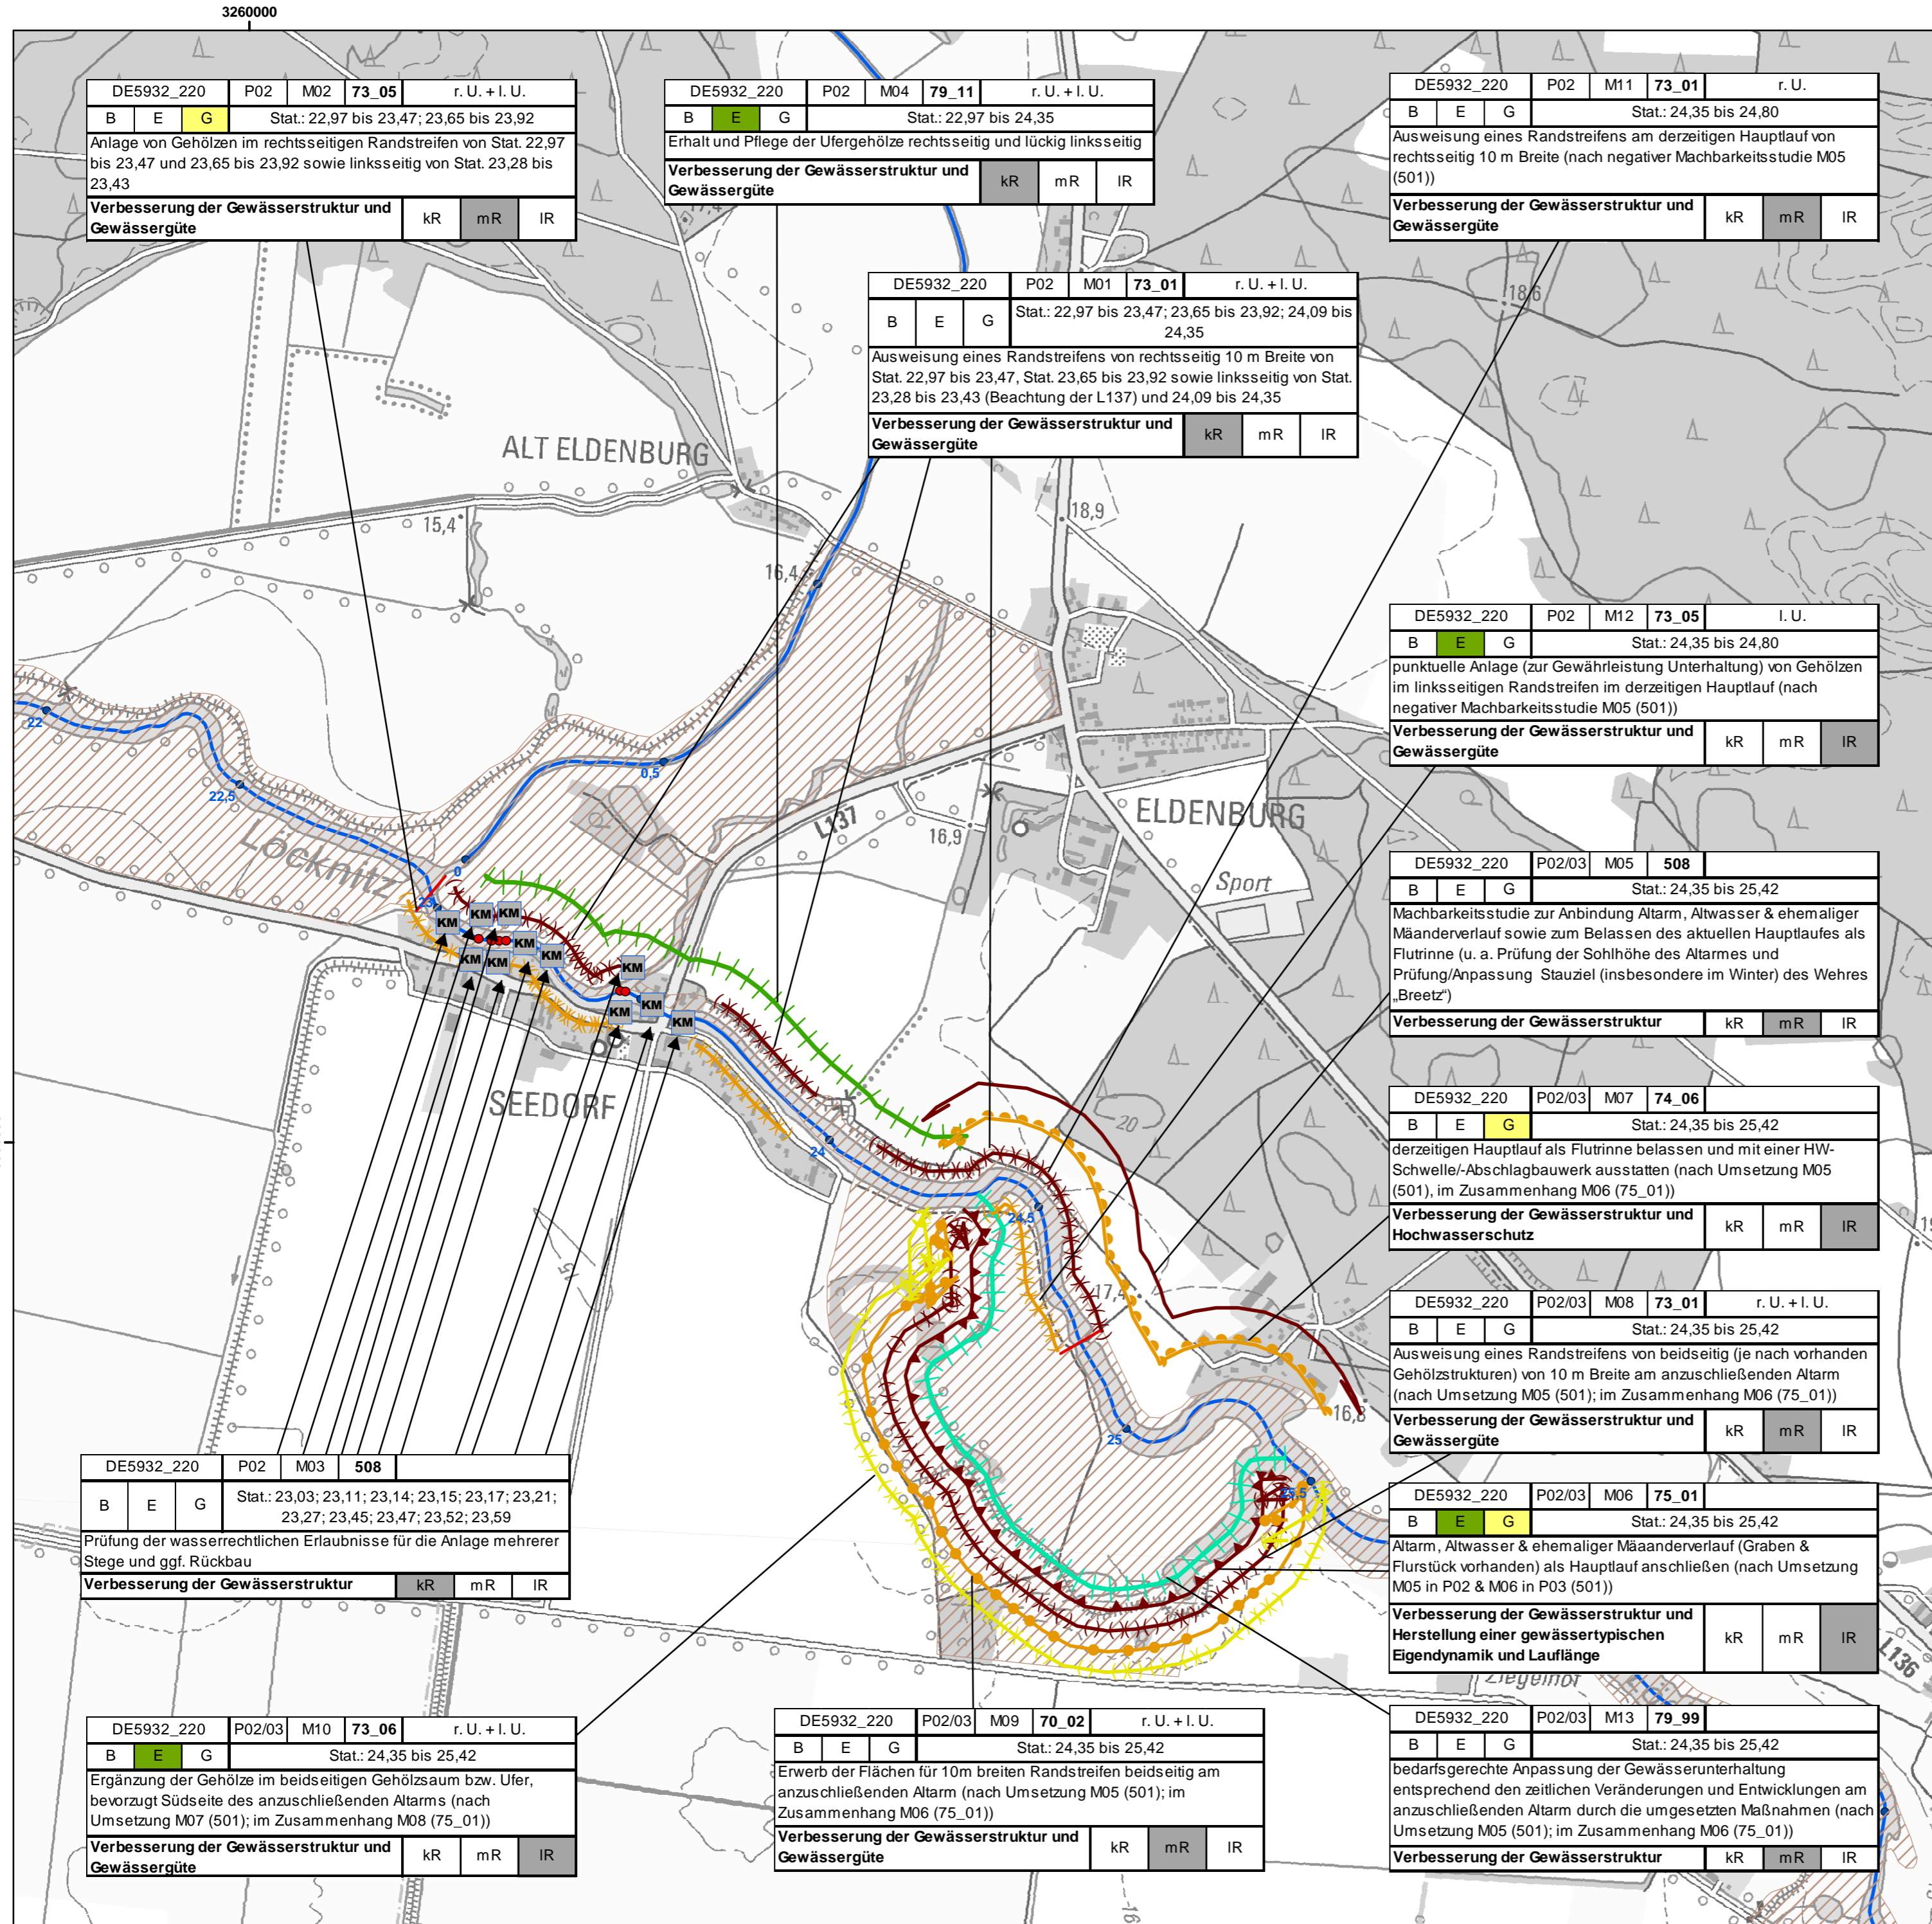 3260000
DE5932_220 P02 M02 73_05 r. U. + l. U.
B E G Stat.: 22,97 bis 23,47; 23,65 bis 23,92
Anlage von Gehölzen im rechtsseitigen Randstreifen von Stat. 22,97
bis 23,47 und 23,65 bis 23,92 sowie linksseitig von Stat. 23,28 bis
23,43
Verbesserung der Gewässerstruktur und
Gewässergüte kR mR lR
DE5932_220 P02 M04 79_11 r. U. + l. U.
B E G Stat.: 22,97 bis 24,35
Erhalt und Pflege der Ufergehölze rechtsseitig und lückig linksseitig
Verbesserung der Gewässerstruktur und
Gewässergüte kR mR lR
DE5932_220 P02 M11 73_01 r. U.
B E G Stat.: 24,35 bis 24,80
Ausweisung eines Randstreifens am derzeitigen Hauptlauf von
rechtsseitig 10 m Breite (nach negativer Machbarkeitsstudie M05
(501))
Verbesserung der Gewässerstruktur und
Gewässergüte kR mR lR
DE5932_220 P02 M01 73_01 r. U. + l. U.
B E G Stat.: 22,97 bis 23,47; 23,65 bis 23,92; 24,09 bis
24,35
Ausweisung eines Randstreifens von rechtsseitig 10 m Breite von
Stat. 22,97 bis 23,47, Stat. 23,65 bis 23,92 sowie linksseitig von Stat.
23,28 bis 23,43 (Beachtung der L137) und 24,09 bis 24,35
Verbesserung der Gewässerstruktur und
Gewässergüte kR mR lR
18,6
ALT ELDENBURG
15,4
18,9
16,4
DE5932_220 P02 M12 73_05 l. U.
B E G Stat.: 24,35 bis 24,80
punktuelle Anlage (zur Gewährleistung Unterhaltung) von Gehölzen
im linksseitigen Randstreifen im derzeitigen Hauptlauf (nach
negativer Machbarkeitsstudie M05 (501))
Verbesserung der Gewässerstruktur und
Gewässergüte kR mR lR
22
22,5
0,5
L137
16,9
ELDENBURG
Löcknitz
0
23
Sport
KM KM KM
KM KM KM KM
KM
KM KM KM
DE5932_220 P02/03 M05 508
B E G Stat.: 24,35 bis 25,42
Machbarkeitsstudie zur Anbindung Altarm, Altwasser & ehemaliger
Mäanderverlauf sowie zum Belassen des aktuellen Hauptlaufes als
Flutrinne (u. a. Prüfung der Sohlhöhe des Altarmes und
Prüfung/Anpassung Stauziel (insbesondere im Winter) des Wehres
„Breetz“)
Verbesserung der Gewässerstruktur kR mR lR
SEEDORF
24
20
15
24,5
17,4
DE5932_220 P02/03 M07 74_06
B E G Stat.: 24,35 bis 25,42
derzeitigen Hauptlauf als Flutrinne belassen und mit einer HW-
Schwelle/-Abschlagbauwerk ausstatten (nach Umsetzung M05
(501), im Zusammenhang M06 (75_01))
Verbesserung der Gewässerstruktur und
Hochwasserschutz kR mR lR
DE5932_220 P02/03 M08 73_01 r. U. + l. U.
B E G Stat.: 24,35 bis 25,42
Ausweisung eines Randstreifens von beidseitig (je nach vorhanden
Gehölzstrukturen) von 10 m Breite am anzuschließenden Altarm
(nach Umsetzung M05 (501); im Zusammenhang M06 (75_01))
Verbesserung der Gewässerstruktur und
Gewässergüte kR mR lR
16,8
25
25,5
DE5932_220 P02 M03 508
B E G Stat.: 23,03; 23,11; 23,14; 23,15; 23,17; 23,21;
23,27; 23,45; 23,47; 23,52; 23,59
Prüfung der wasserrechtlichen Erlaubnisse für die Anlage mehrerer
Stege und ggf. Rückbau
Verbesserung der Gewässerstruktur kR mR lR
DE5932_220 P02/03 M06 75_01
B E G Stat.: 24,35 bis 25,42
Altarm, Altwasser & ehemaliger Mäaanderverlauf (Graben &
Flurstück vorhanden) als Hauptlauf anschließen (nach Umsetzung
M05 in P02 & M06 in P03 (501))
Verbesserung der Gewässerstruktur und
Herstellung einer gewässertypischen
Eigendynamik und Lauflänge kR mR lR
L136
Ziegelhof
DE5932_220 P02/03 M10 73_06 r. U. + l. U.
B E G Stat.: 24,35 bis 25,42
Ergänzung der Gehölze im beidseitigen Gehölzsaum bzw. Ufer,
bevorzugt Südseite des anzuschließenden Altarms (nach
Umsetzung M07 (501); im Zusammenhang M08 (75_01))
Verbesserung der Gewässerstruktur und
Gewässergüte kR mR lR
DE5932_220 P02/03 M09 70_02 r. U. + l. U.
B E G Stat.: 24,35 bis 25,42
Erwerb der Flächen für 10m breiten Randstreifen beidseitig am
anzuschließenden Altarm (nach Umsetzung M05 (501); im
Zusammenhang M06 (75_01))
Verbesserung der Gewässerstruktur und
Gewässergüte kR mR lR
DE5932_220 P02/03 M13 79_99
B E G Stat.: 24,35 bis 25,42
bedarfsgerechte Anpassung der Gewässerunterhaltung
entsprechend den zeitlichen Veränderungen und Entwicklungen am
anzuschließenden Altarm durch die umgesetzten Maßnahmen (nach
Umsetzung M05 (501); im Zusammenhang M06 (75_01))
Verbesserung der Gewässerstruktur kR mR lR
16